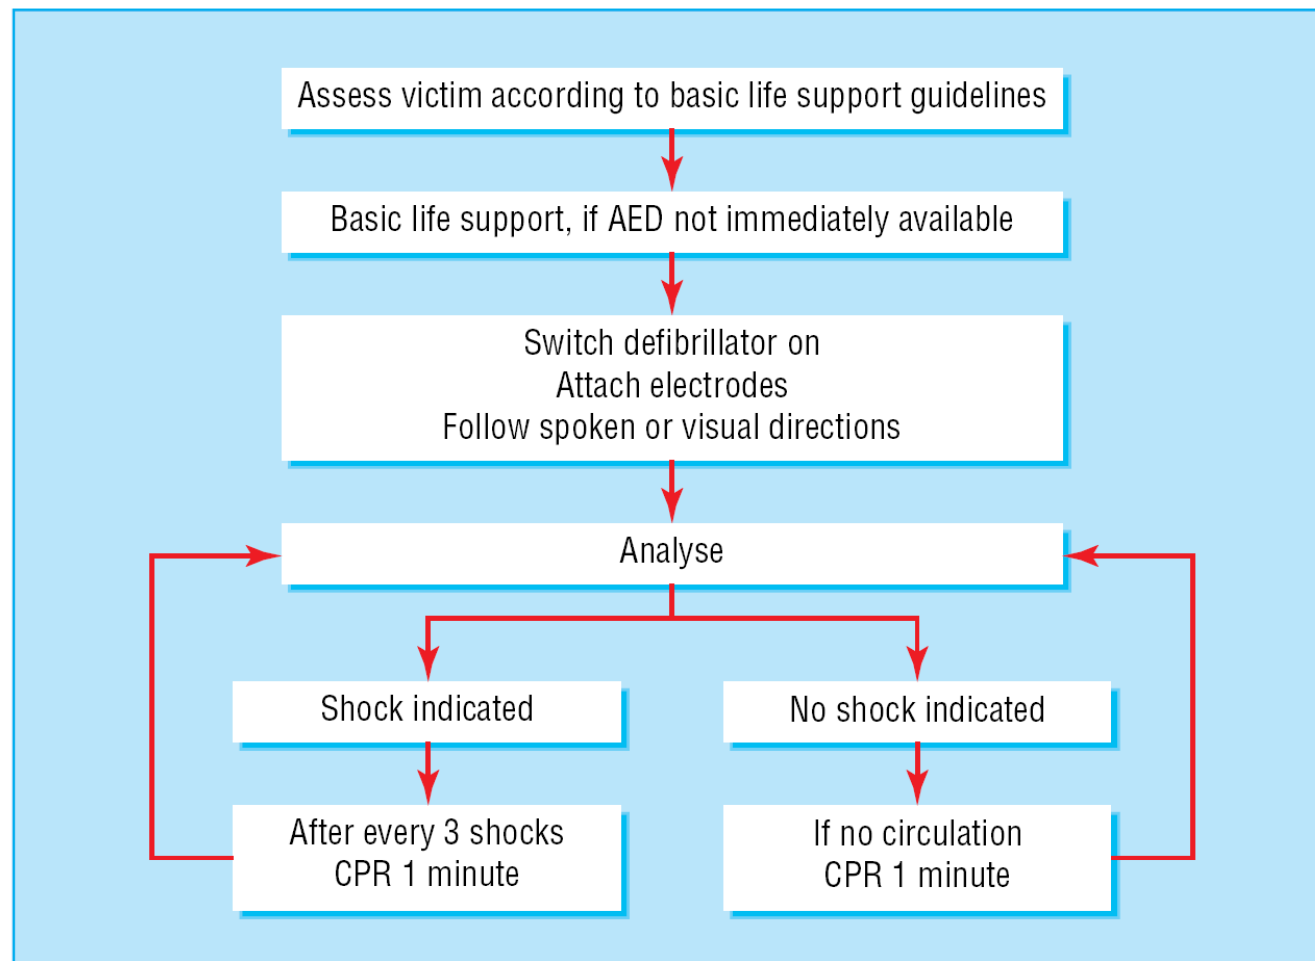 Assess victim according to basic life support guidelines
Basic life support, if AED not immediately available
Switch defibrillator on
Attach electrodes
Follow spoken or visual directions
Analyse
Shock indicated
No shock indicated
After every 3 shocks
CPR 1 minute
If no circulation
CPR 1 minute